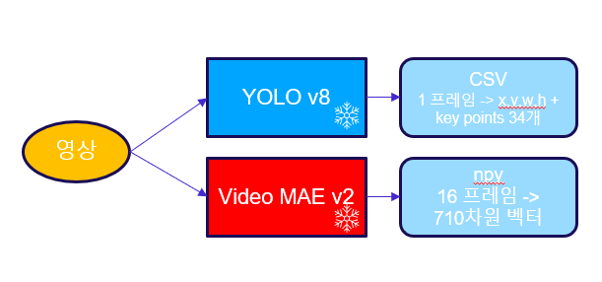 영상
YOLO v8
CSV
1 프레임 -> x,y,w,h +
key points 34개
Video MAE v2
npy
16 프레임 ->
710차원 벡터